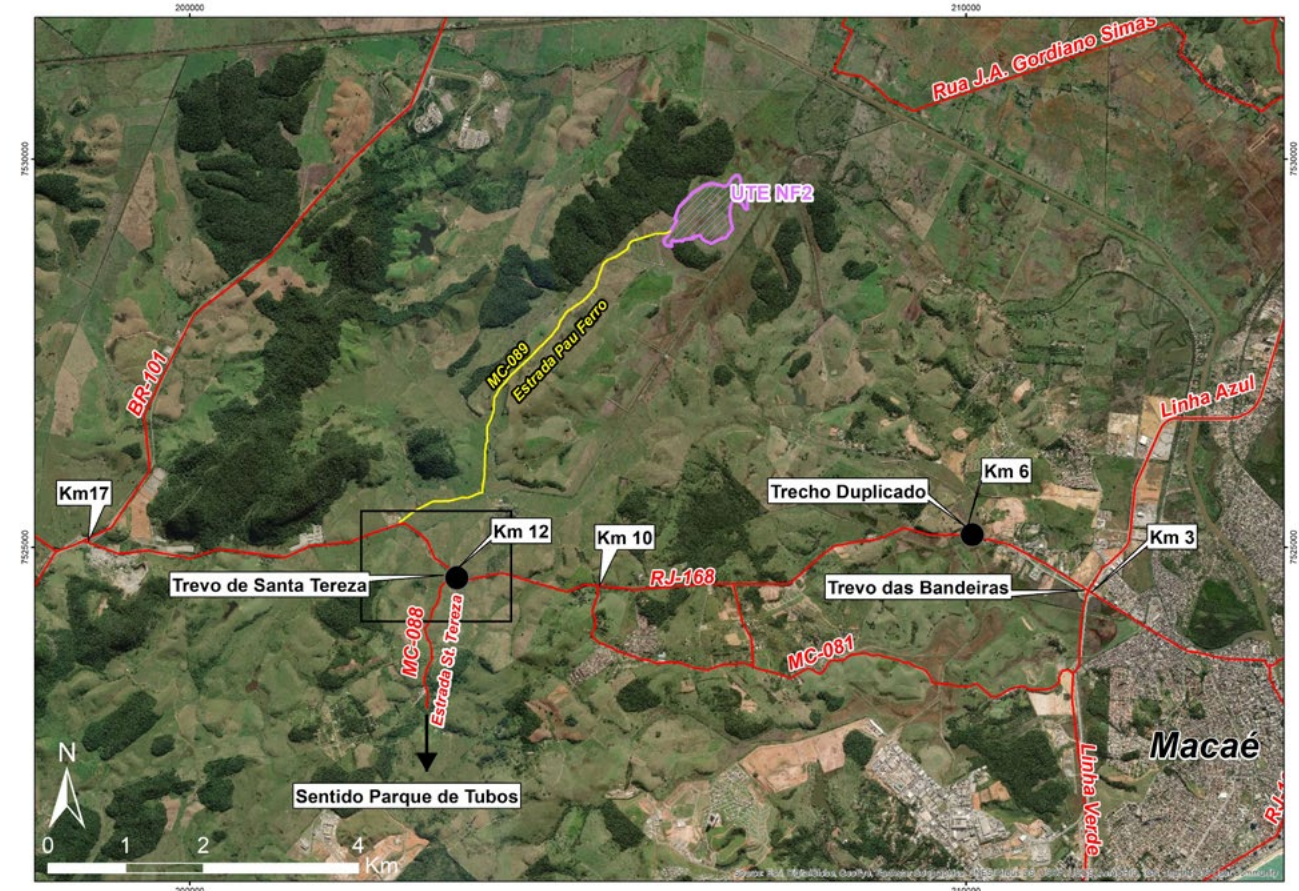 200000
210000
Rua J.A. Gordiano Simas
7530000
7530000
UTE NF2
MC-089
Estrada Pau Ferro
BR-101
Linha Azul
Km 6
Trecho Duplicado
Km17
Km 12
Km 10
Km 3
7525000
7525000
Trevo de Santa Tereza
RJ-168
Trevo das Bandeiras
MC-088
Estrada St. Tereza
MC-081
Macaé
N
Linha Verde
Sentido Parque de Tubos
0 1 2 4
Km
200000
210000